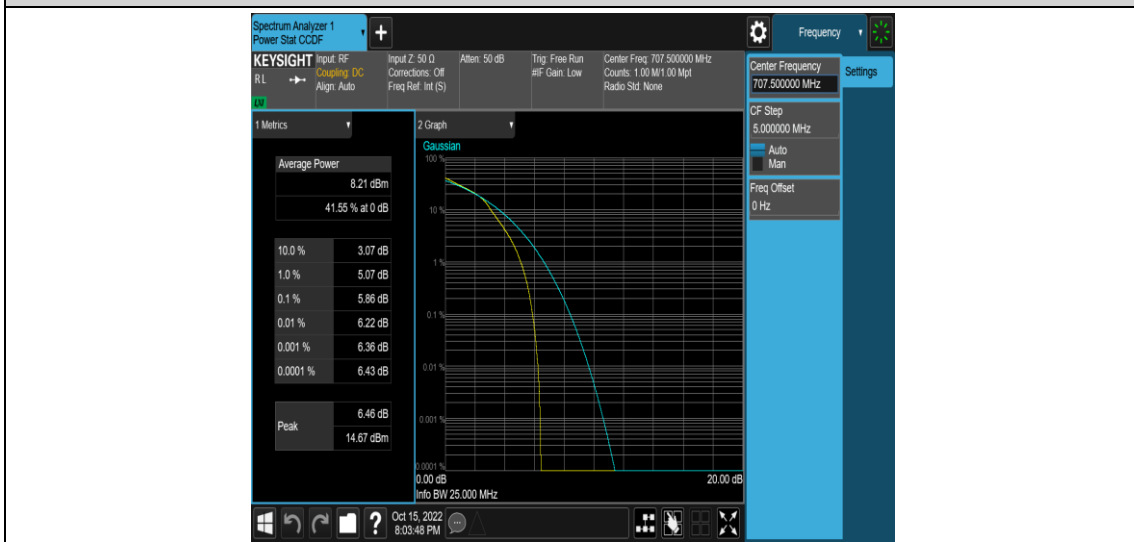 Spectrum Analyzer 1
Power Stat CCDF
+
Frequency
KEYSIGHT
RL
Input: RF
Coupling: DC
Align: Auto
Input Z: 50 Ω
Corrections: Off
Freq Ref: Int (S)
Atten: 50 dB
Trig: Free Run
#IF Gain: Low
Center Freq: 707.500000 MHz
Counts: 1.00 M/1.00 Mpt
Radio Std: None
Center Frequency
707.500000 MHz
Settings
CF Step
5.000000 MHz
Auto
Man
Freq Offset
0 Hz
1 Metrics
Average Power
8.21 dBm
41.55 % at 0 dB
10.0 % 3.07 dB
1.0 % 5.07 dB
0.1 % 5.86 dB
0.01 % 6.22 dB
0.001 % 6.36 dB
0.0001 % 6.43 dB
Peak
6.46 dB
14.67 dBm
2 Graph
Gaussian
100 %
10 %
1 %
0.1 %
0.01 %
0.001 %
0.0001 %
0.00 dB 20.00 dB
Info BW 25.000 MHz
?
Oct 15, 2022
8:03:48 PM